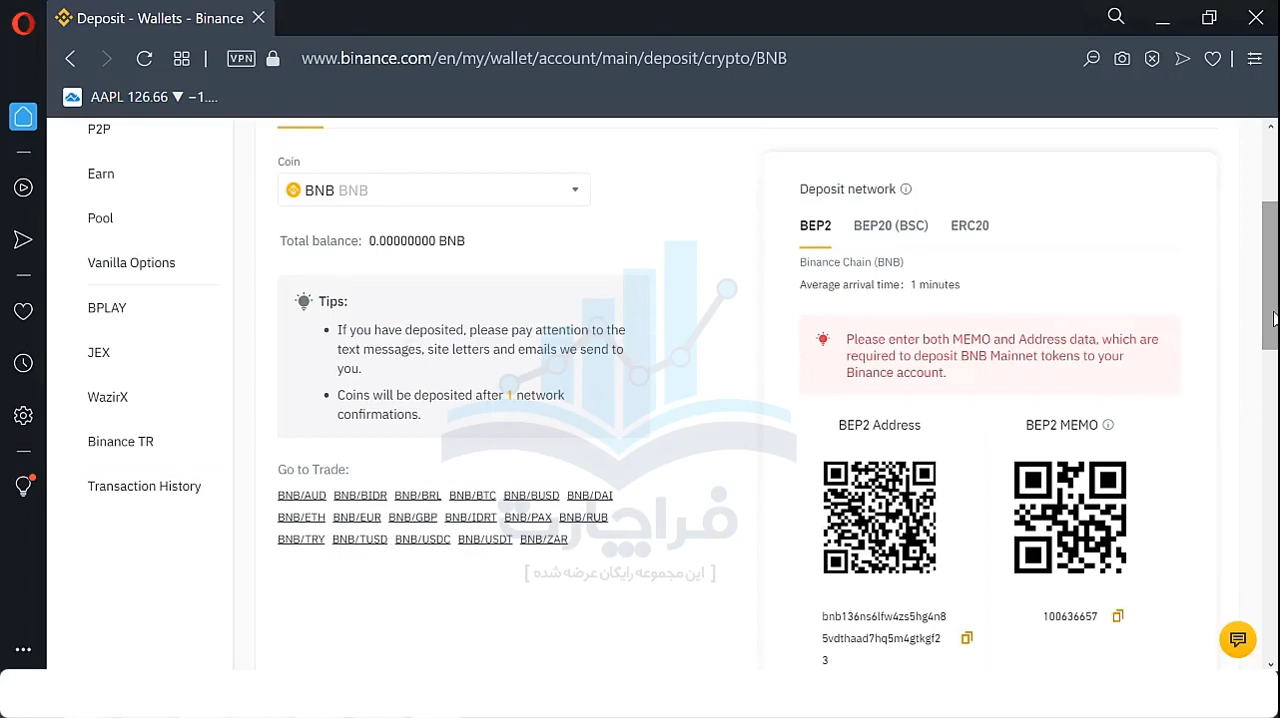 Deposit - Wallets - Binance
VPN
www.binance.com/en/my/wallet/account/main/deposit/crypto/BNB
AAPL 126.66 ▼ −1....
P2P
Earn
Pool
Vanilla Options
BPLAY
JEX
WazirX
Binance TR
Transaction History
Coin
BNB BNB
Total balance: 0.00000000 BNB
Tips:
• If you have deposited, please pay attention to the
text messages, site letters and emails we send to
you.
• Coins will be deposited after 1 network
confirmations.
Go to Trade:
BNB/AUD BNB/BIDR BNB/BRL BNB/BTC BNB/BUSD BNB/DAI
BNB/ETH BNB/EUR BNB/GBP BNB/IDRT BNB/PAX BNB/RUB
BNB/TRY BNB/TUSD BNB/USDC BNB/USDT BNB/ZAR
فراچارت
[ این مجموعه رایگان عرضه شده ]
Deposit network
BEP2 BEP20 (BSC) ERC20
Binance Chain (BNB)
Average arrival time: 1 minutes
Please enter both MEMO and Address data, which are
required to deposit BNB Mainnet tokens to your
Binance account.
BEP2 Address
BEP2 MEMO
bnb136ns6lfw4zs5hg4n8
5vdthaad7hq5m4gtkgf2
3
100636657